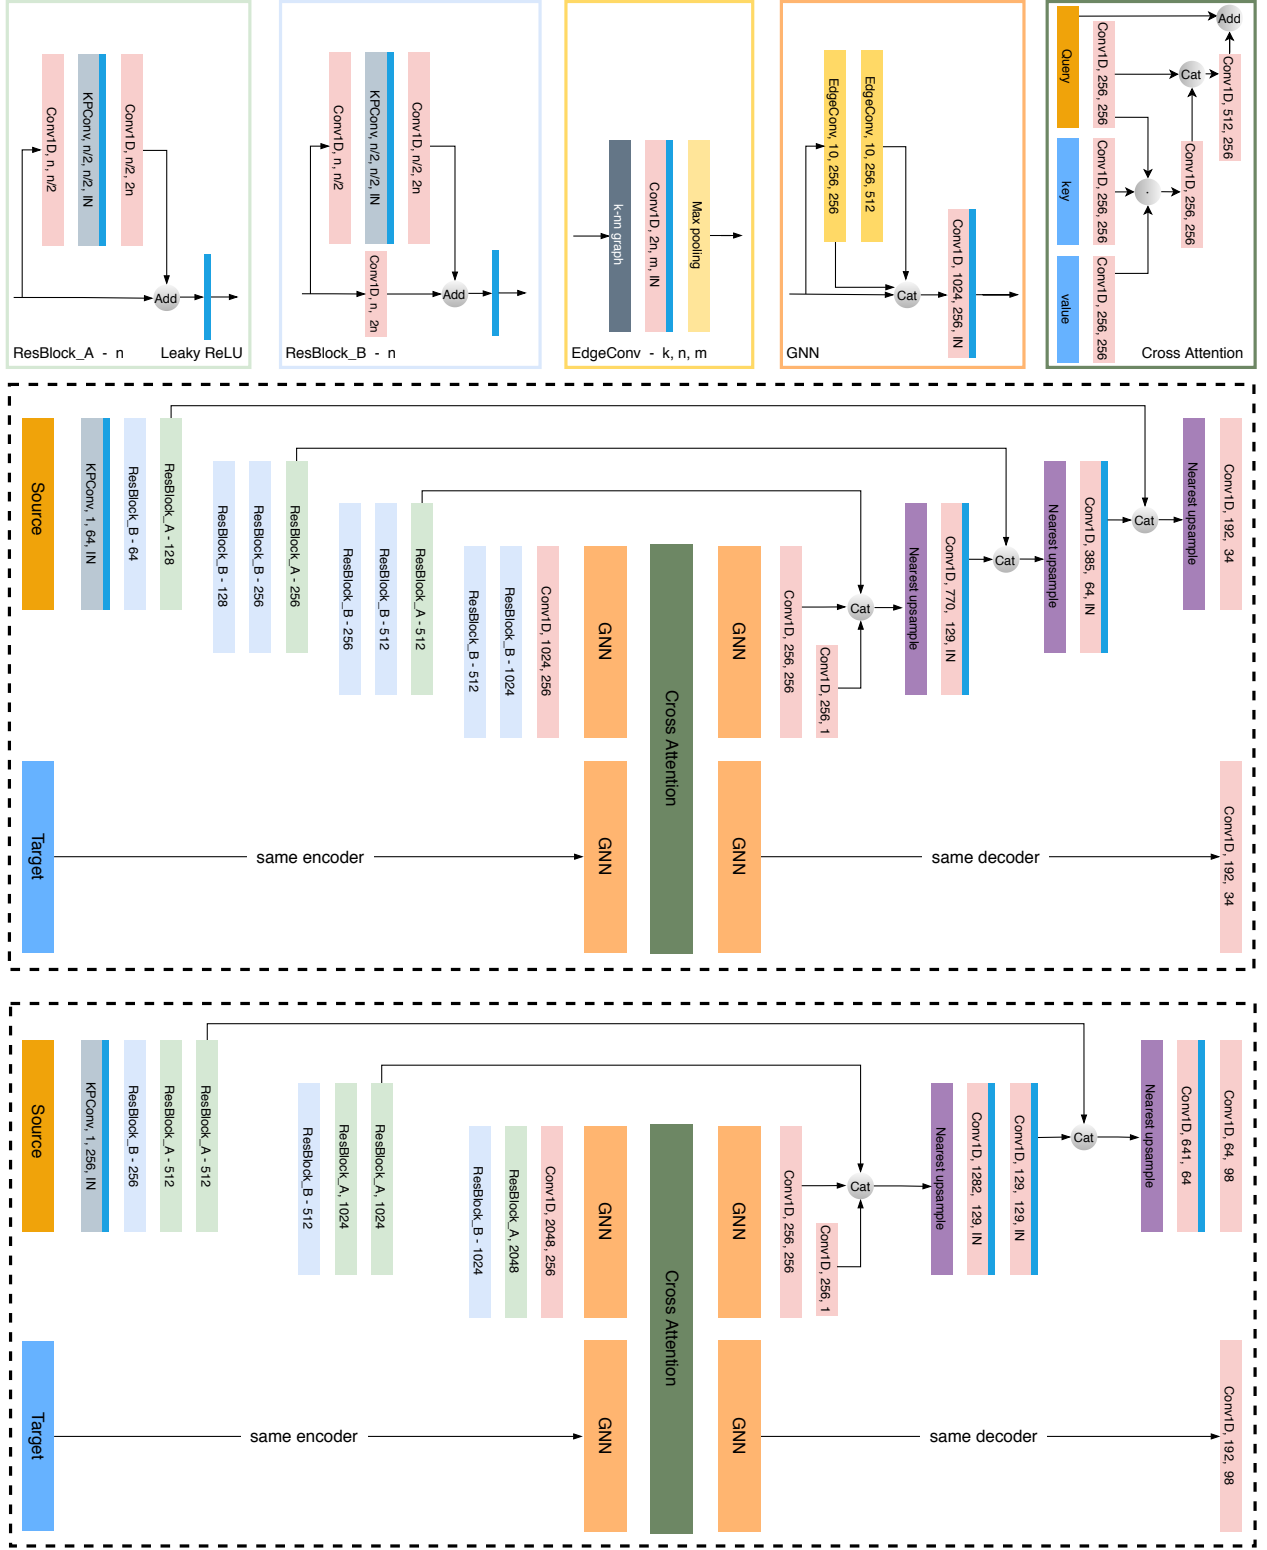 Conv1D, n, n/2
KPConv, n/2, n/2, IN
Conv1D, n/2, 2n
Add
ResBlock_A - n
Leaky ReLU
Conv1D, n, n/2
KPConv, n/2, n/2, IN
Conv1D, n/2, 2n
Conv1D, n, 2n
Add
ResBlock_B - n
k-nn graph
Conv1D, 2n, m, IN
Max pooling
EdgeConv - k, n, m
EdgeConv, 10, 256, 256
EdgeConv, 10, 256, 512
Cat
Conv1D, 1024, 256, IN
GNN
Query
key
value
Conv1D, 256, 256
Conv1D, 256, 256
Conv1D, 256, 256
·
Conv1D, 256, 256
Cat
Conv1D, 512, 256
Add
Cross Attention
Source
KPConv, 1, 64, IN
ResBlock_B - 64
ResBlock_A - 128
ResBlock_B - 128
ResBlock_B - 256
ResBlock_A - 256
ResBlock_B - 256
ResBlock_B - 512
ResBlock_A - 512
ResBlock_B - 512
ResBlock_B - 1024
Conv1D, 1024, 256
GNN
Cross Attention
GNN
Conv1D, 256, 256
Conv1D, 256, 1
Cat
Nearest upsample
Conv1D, 770, 129, IN
Cat
Nearest upsample
Conv1D, 385, 64, IN
Cat
Nearest upsample
Conv1D, 192, 34
Target
same encoder
GNN
GNN
same decoder
Conv1D, 192, 34
Source
KPConv, 1, 256, IN
ResBlock_B - 256
ResBlock_A - 512
ResBlock_A - 512
ResBlock_B - 512
ResBlock_A, 1024
ResBlock_A, 1024
ResBlock_B - 1024
ResBlock_A, 2048
Conv1D, 2048, 256
GNN
Cross Attention
GNN
Conv1D, 256, 256
Conv1D, 256, 1
Cat
Nearest upsample
Conv1D, 1282, 129, IN
Conv1D, 129, 129, IN
Cat
Nearest upsample
Conv1D, 641, 64
Conv1D, 64, 98
Target
same encoder
GNN
GNN
same decoder
Conv1D, 192, 98